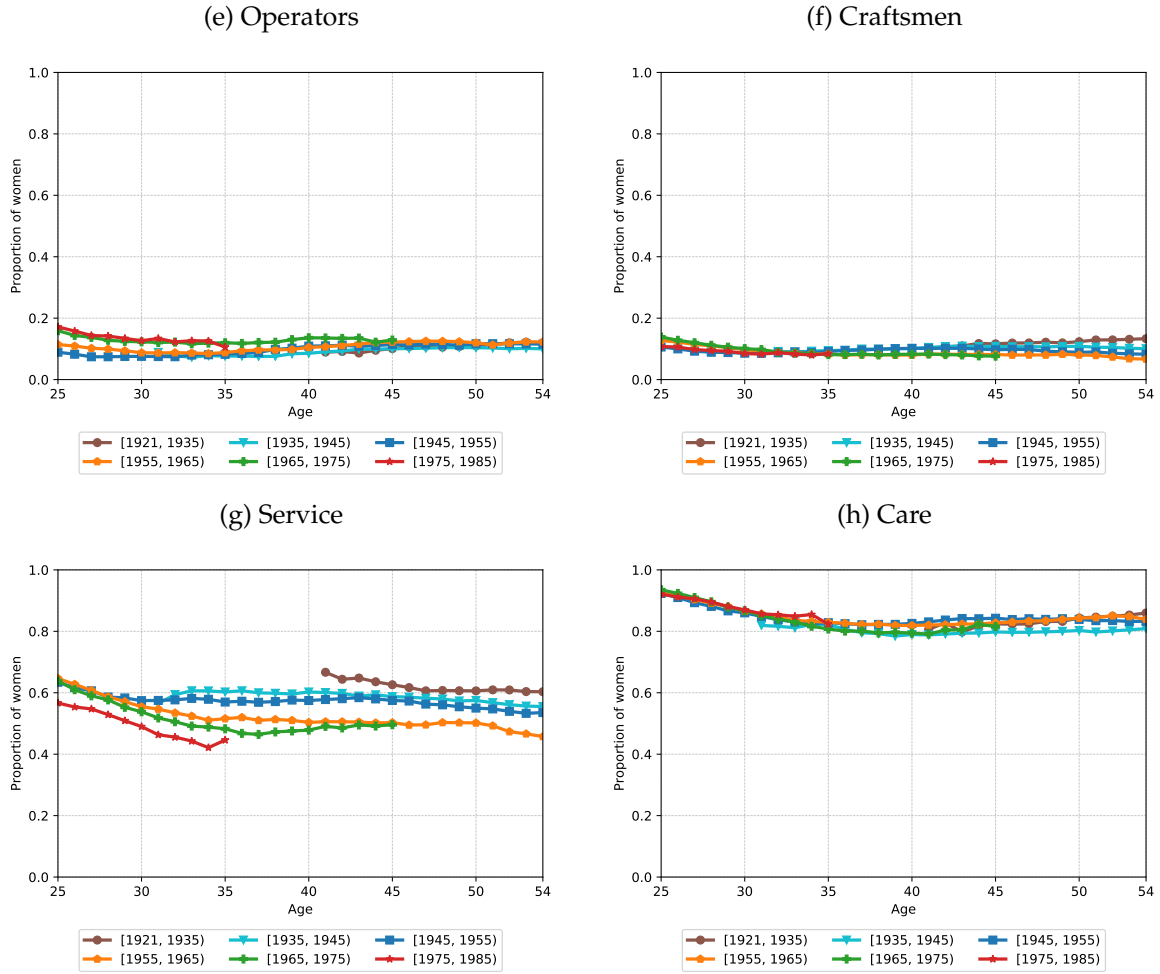 (e) Operators
1.0
0.8
0.6
0.4
0.2
0.0
Proportion of women
25 30 35 40 45 50 54
Age
[1921, 1935) [1935, 1945) [1945, 1955)
[1955, 1965) [1965, 1975) [1975, 1985)
(f) Craftsmen
1.0
0.8
0.6
0.4
0.2
0.0
Proportion of women
25 30 35 40 45 50 54
Age
[1921, 1935) [1935, 1945) [1945, 1955)
[1955, 1965) [1965, 1975) [1975, 1985)
(g) Service
1.0
0.8
0.6
0.4
0.2
0.0
Proportion of women
25 30 35 40 45 50 54
Age
[1921, 1935) [1935, 1945) [1945, 1955)
[1955, 1965) [1965, 1975) [1975, 1985)
(h) Care
1.0
0.8
0.6
0.4
0.2
0.0
Proportion of women
25 30 35 40 45 50 54
Age
[1921, 1935) [1935, 1945) [1945, 1955)
[1955, 1965) [1965, 1975) [1975, 1985)